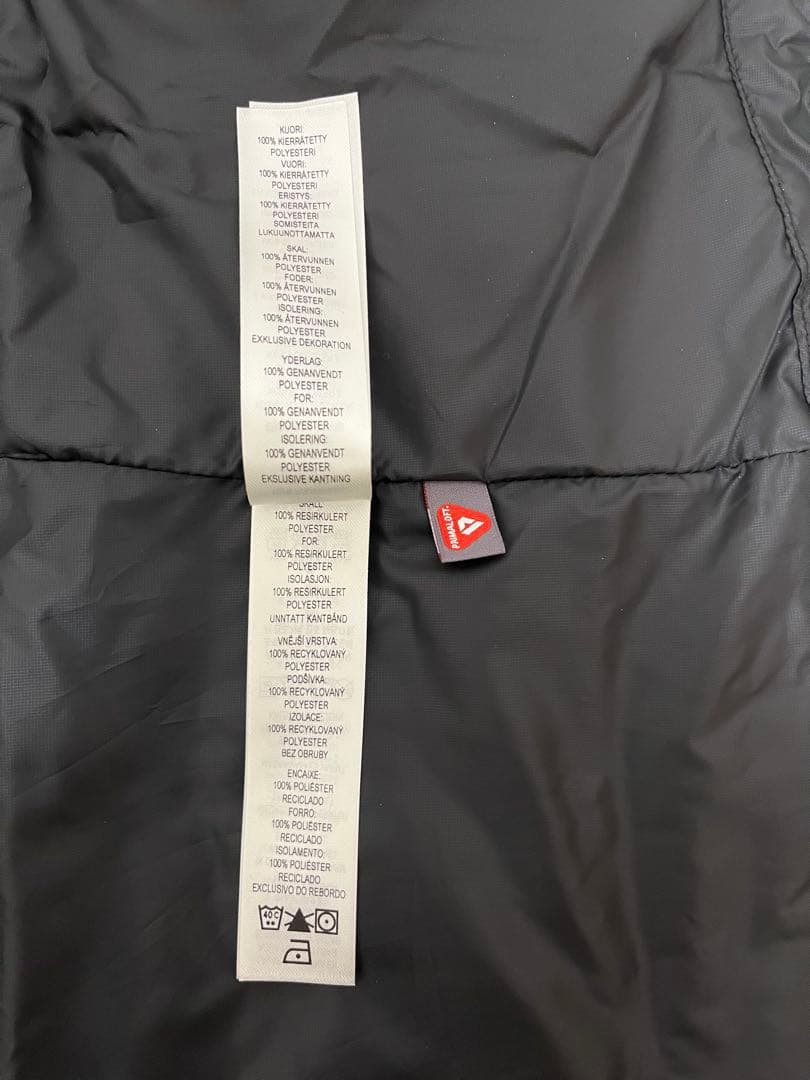 KUORI:
100% KIERRÄTETTY
POLYESTERI
VUORI:
100% KIERRÄTETTY
POLYESTERI
ERISTYS:
100% KIERRÄTETTY
POLYESTERI
SOMISTEITA
LUKUUNOTTAMATTA
SKAL:
100% ÅTERVUNNEN
POLYESTER
FODER:
100% ÅTERVUNNEN
POLYESTER
ISOLERING:
100% ÅTERVUNNEN
POLYESTER
EXKLUSIVE DEKORATION
YDERLAG:
100% GENANVENDT
POLYESTER
FOR:
100% GENANVENDT
POLYESTER
ISOLERING:
100% GENANVENDT
POLYESTER
EKSLUSIVE KANTNING
SKALL:
100% RESIRKULERT
POLYESTER
FOR:
100% RESIRKULERT
POLYESTER
ISOLASJON:
100% RESIRKULERT
POLYESTER
UNNTATT KANTBÅND
VNĚJŠÍ VRSTVA:
100% RECYKLOVANÝ
POLYESTER
PODŠÍVKA:
100% RECYKLOVANÝ
POLYESTER
IZOLACE:
100% RECYKLOVANÝ
POLYESTER
BEZ OBRUBY
ENCAIXE:
100% POLIÉSTER
RECICLADO
FORRO:
100% POLIÉSTER
RECICLADO
ISOLAMENTO:
100% POLIÉSTER
RECICLADO
EXCLUSIVO DO REBORDO
40 C
PRIMALOFT.